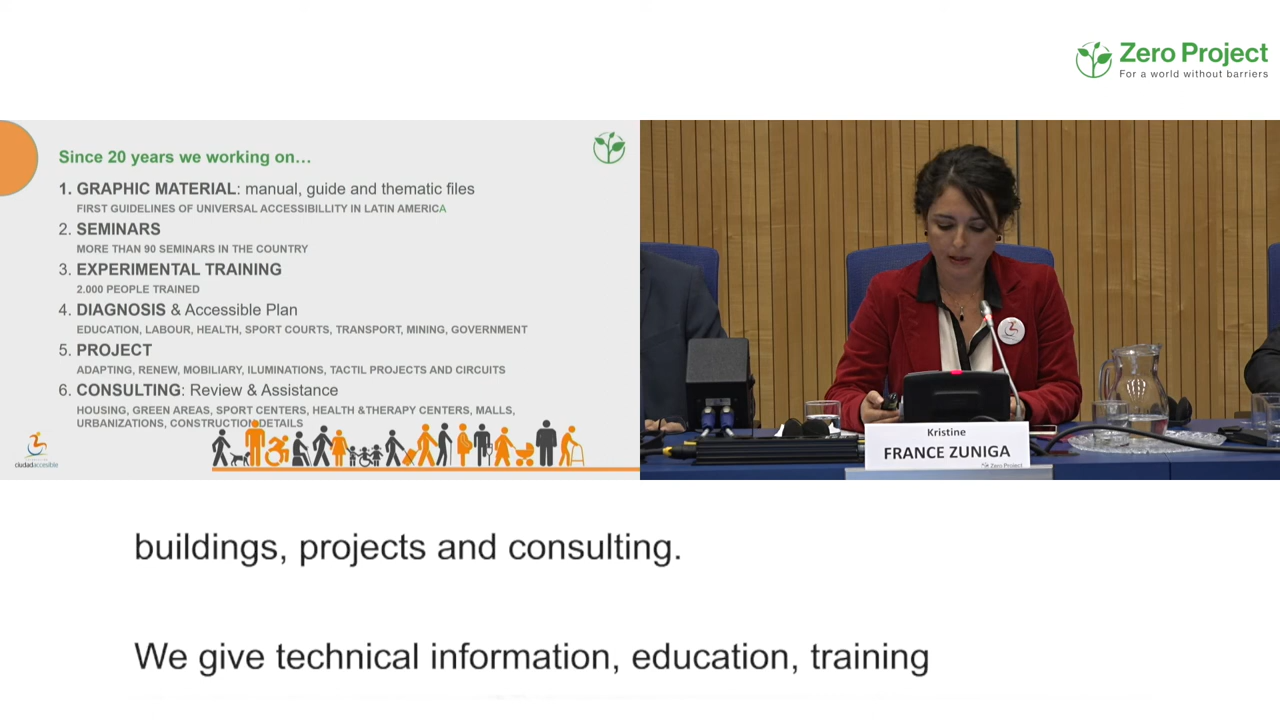 Zero Project
For a world without barriers
Since 20 years we working on…
1. GRAPHIC MATERIAL: manual, guide and thematic files
FIRST GUIDELINES OF UNIVERSAL ACCESSIBILLITY IN LATIN AMERICA
2. SEMINARS
MORE THAN 90 SEMINARS IN THE COUNTRY
3. EXPERIMENTAL TRAINING
2.000 PEOPLE TRAINED
4. DIAGNOSIS & Accessible Plan
EDUCATION, LABOUR, HEALTH, SPORT COURTS, TRANSPORT, MINING, GOVERNMENT
5. PROJECT
ADAPTING, RENEW, MOBILIARY, ILUMINATIONS, TACTIL PROJECTS AND CIRCUITS
6. CONSULTING: Review & Assistance
HOUSING, GREEN AREAS, SPORT CENTERS, HEALTH &THERAPY CENTERS, MALLS,
URBANIZATIONS, CONSTRUCTION DETAILS
ciudadaccesible
Kristine
FRANCE ZUNIGA
Zero Project
buildings, projects and consulting.
We give technical information, education, training